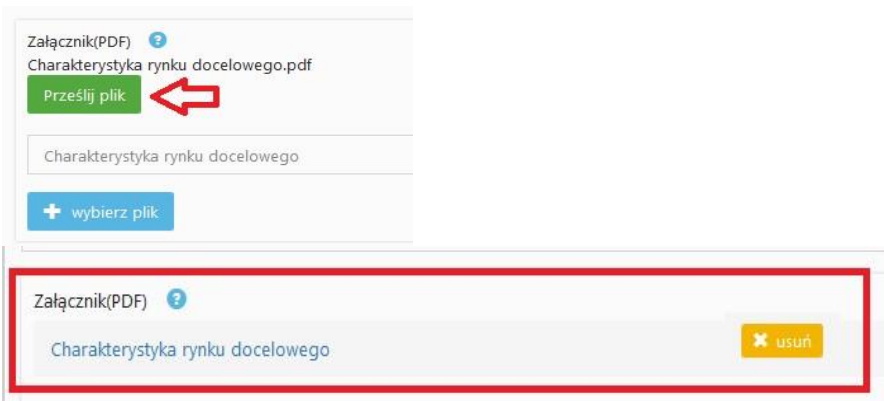 Załącznik(PDF) ?
Charakterystyka rynku docelowego.pdf
Prześlij plik
Charakterystyka rynku docelowego
wybierz plik
Załącznik(PDF) ?
Charakterystyka rynku docelowego
usuń